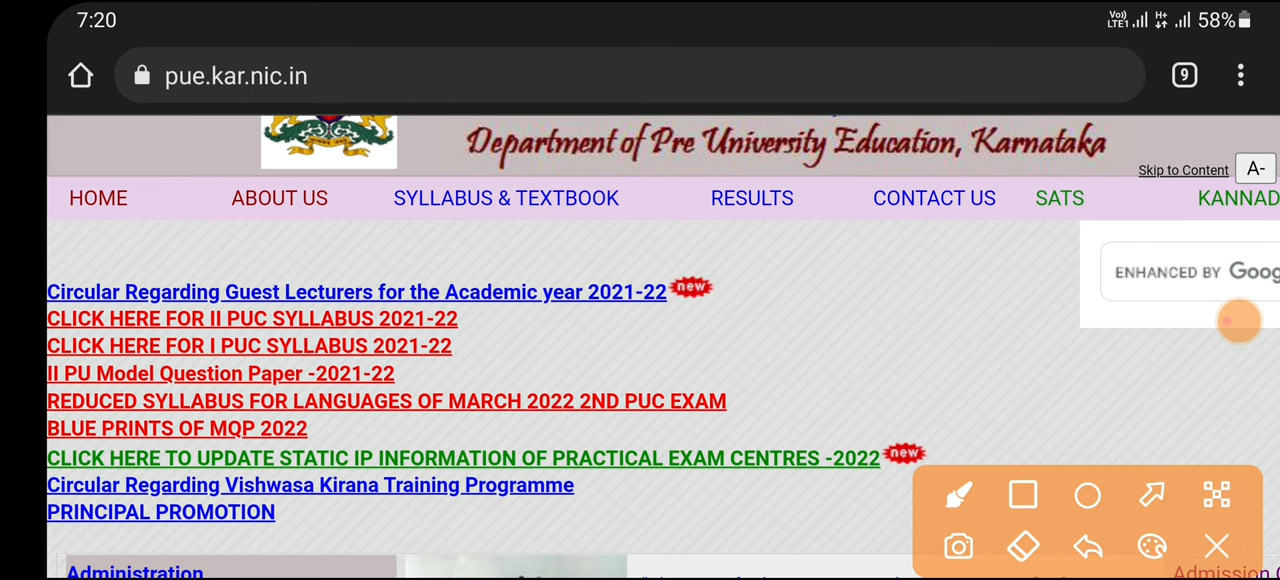 7:20 Vo) LTE1 H+ 58%
pue.kar.nic.in 9
Department of Pre University Education, Karnataka
Skip to Content A-
HOME ABOUT US SYLLABUS & TEXTBOOK RESULTS CONTACT US SATS KANNAD
ENHANCED BY Goog
Circular Regarding Guest Lecturers for the Academic year 2021-22 new
CLICK HERE FOR II PUC SYLLABUS 2021-22
CLICK HERE FOR I PUC SYLLABUS 2021-22
II PU Model Question Paper -2021-22
REDUCED SYLLABUS FOR LANGUAGES OF MARCH 2022 2ND PUC EXAM
BLUE PRINTS OF MQP 2022
CLICK HERE TO UPDATE STATIC IP INFORMATION OF PRACTICAL EXAM CENTRES -2022 new
Circular Regarding Vishwasa Kirana Training Programme
PRINCIPAL PROMOTION
Administration Admission